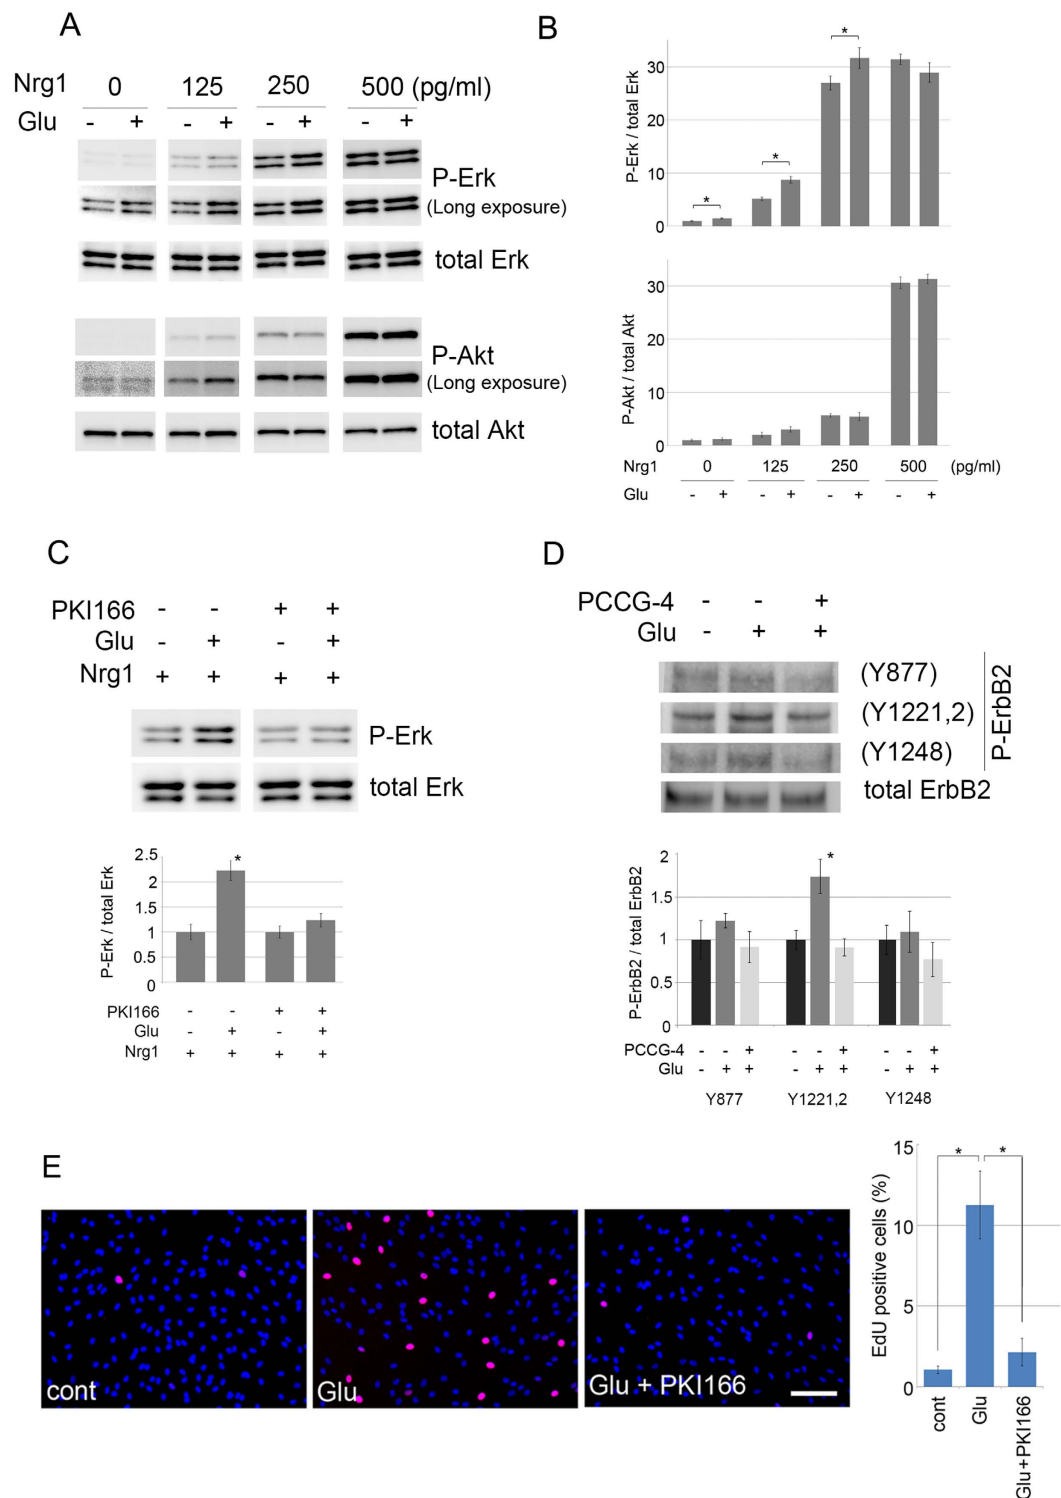 A
Nrg1 0 125 250 500 (pg/ml)
Glu - + - + - + - +
P-Erk
(Long exposure)
total Erk
P-Akt
(Long exposure)
total Akt
B
P-Erk / total Erk
30
20
10
0
* * *
P-Akt / total Akt
30
20
10
0
Nrg1 0 125 250 500 (pg/ml)
Glu - + - + - + - +
C
PKI166 - - + +
Glu - + - +
Nrg1 + + + +
P-Erk
total Erk
P-Erk / total Erk
2.5
2
1.5
1
0.5
0
*
PKI166 - - + +
Glu - + - +
Nrg1 + + + +
D
PCCG-4 - - +
Glu - + +
(Y877)
(Y1221,2)
(Y1248)
P-ErbB2
total ErbB2
P-ErbB2 / total ErbB2
2
1.5
1
0.5
0
*
PCCG-4 - - + - - + - - +
Glu - + + - + + - + +
Y877 Y1221,2 Y1248
E
cont
Glu
Glu + PKI166
EdU positive cells (%)
15
10
5
0
* *
cont
Glu
Glu+PKI166